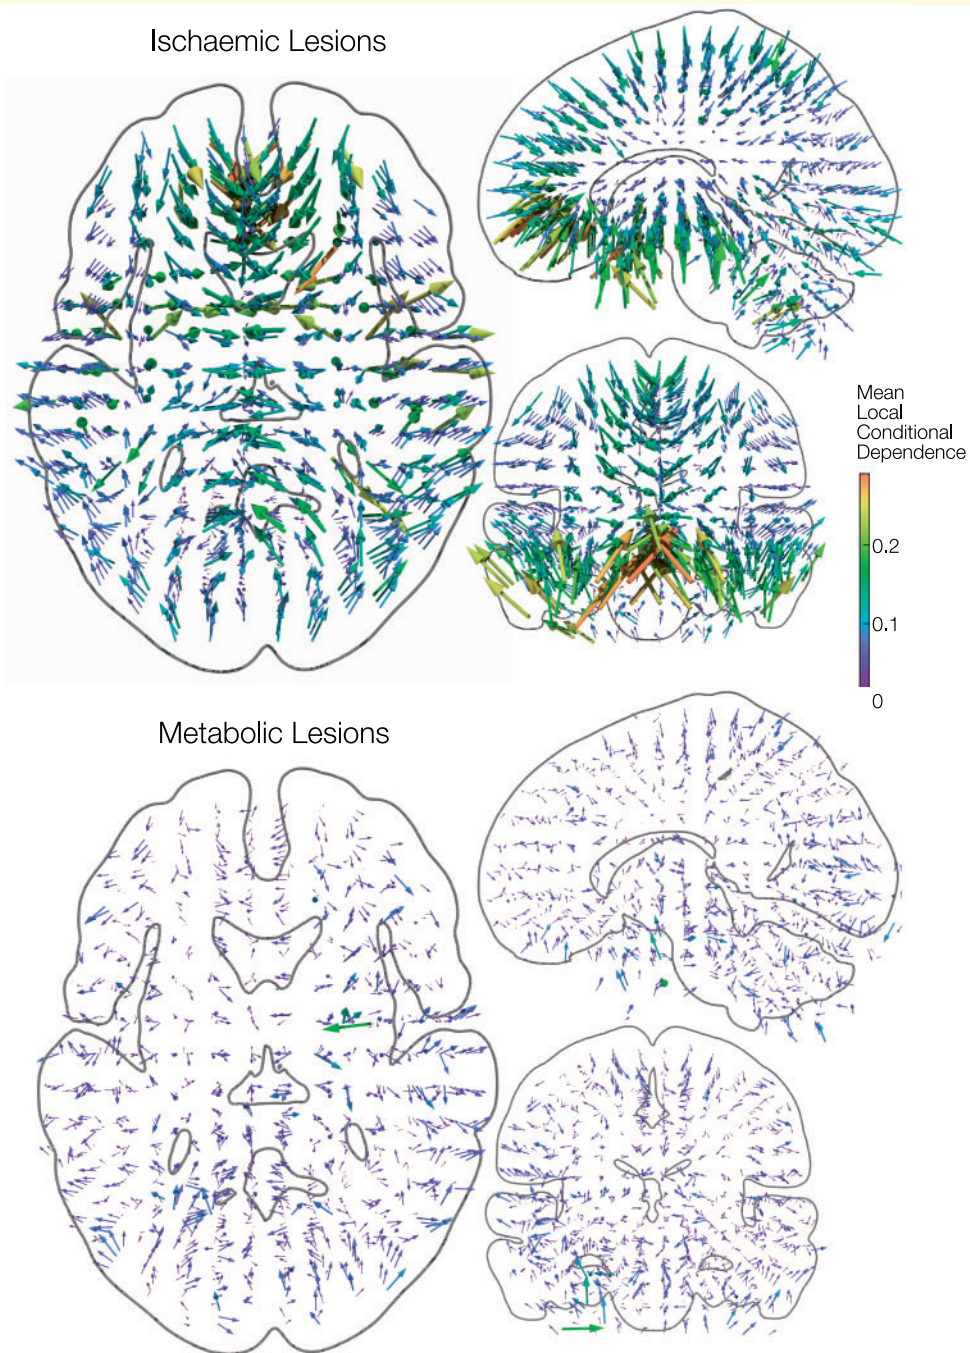 Ischaemic Lesions
Mean
Local
Conditional
Dependence
0.2
0.1
0
Metabolic Lesions